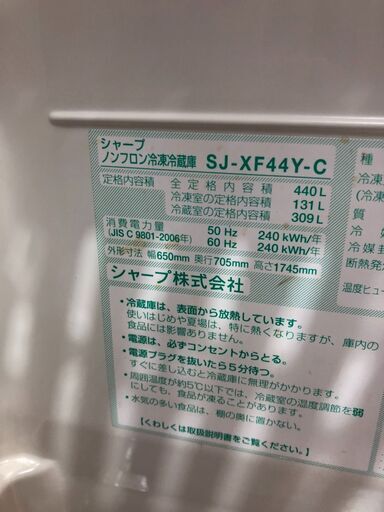 シャープ
ノンフロン冷凍冷蔵庫 SJ-XF44Y-C
定格内容積 全定格内容積 440L
冷凍室の定格内容積 131L
冷蔵室の定格内容積 309L
消費電力量 50 Hz 240 kWh/年
(JIS C 9801-2006年) 60 Hz 240 kWh/年
外形寸法 幅650mm 奥行705mm 高さ1745mm
シャープ株式会社
・冷蔵庫は、表面から放熱しています。
使いはじめや夏場は、特に熱くなりますが、庫内の
食品には影響ありません。
・電源は、必ずコンセントからとる。
・電源プラグを抜いたら5分待つ。
すぐに差し込むと冷蔵庫に無理がかかります。
・周囲温度が約5℃以下では、冷蔵室の温度調節を弱
にしても、食品が凍ることがあります。
・水気の多い食品は、棚の奥に置かない。
【くわしくは取扱説明書をご覧ください。】
種
冷凍室
(冷凍
質
冷
冷媒
断熱発
温度ヒュー